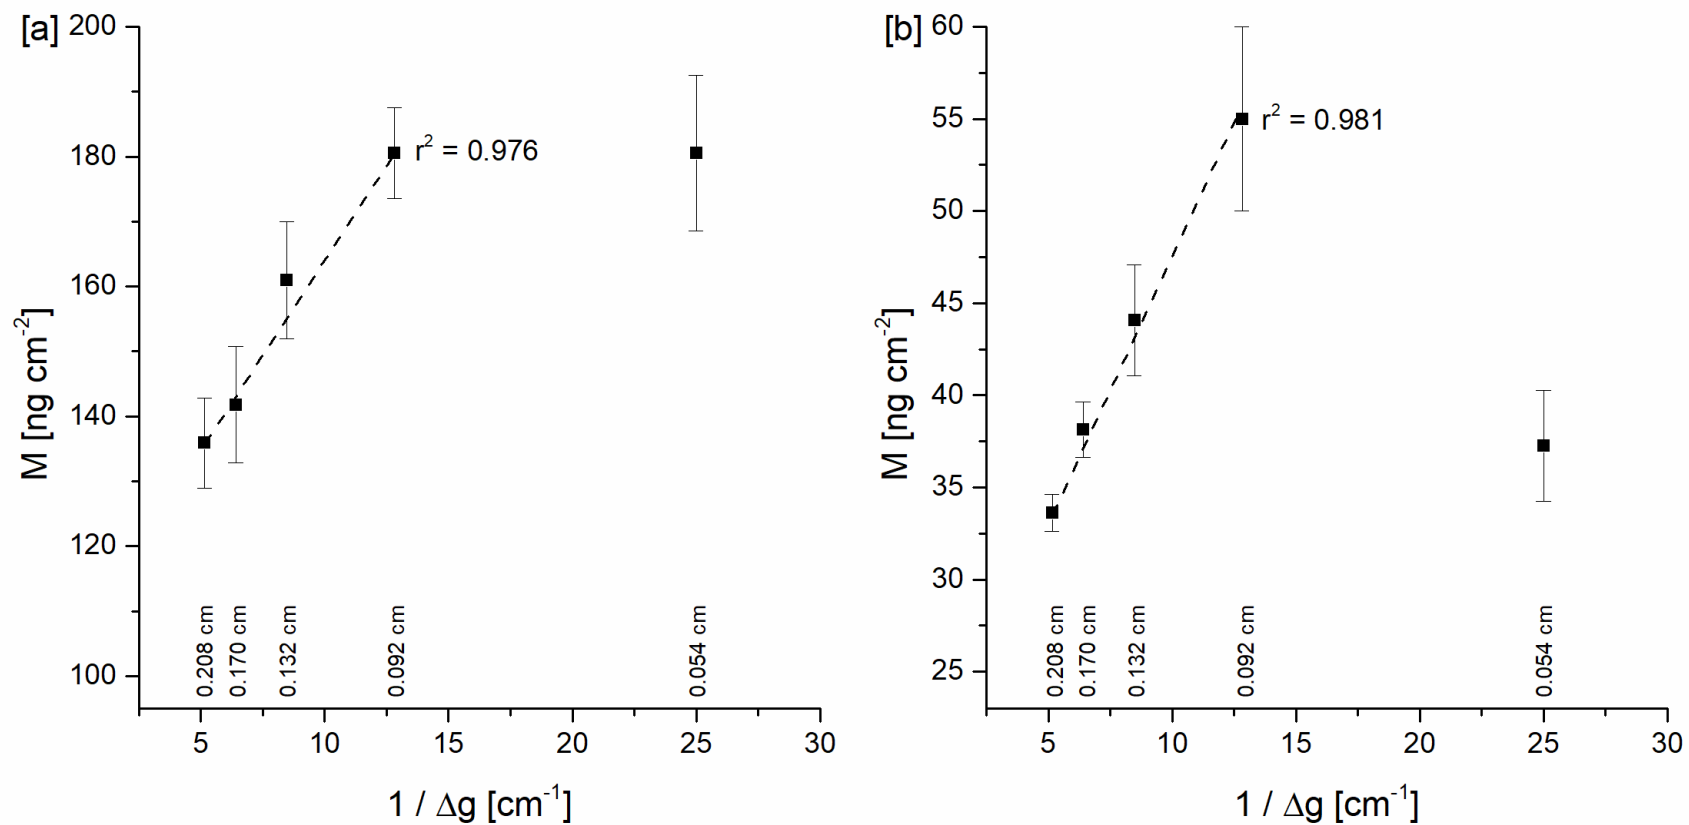 [a]
200
180
160
140
120
100
M [ng cm⁻²]
r² = 0.976
0.208 cm
0.170 cm
0.132 cm
0.092 cm
0.054 cm
5 10 15 20 25 30
1 / Δg [cm⁻¹]
[b]
60
55
50
45
40
35
30
25
M [ng cm⁻²]
r² = 0.981
0.208 cm
0.170 cm
0.132 cm
0.092 cm
0.054 cm
5 10 15 20 25 30
1 / Δg [cm⁻¹]